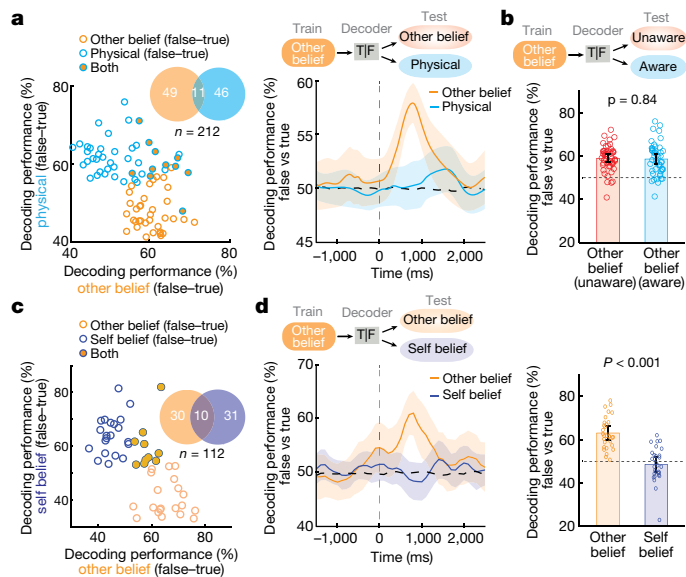 a
Other belief (false–true)
Physical (false–true)
Both
49 11 46
n = 212
Decoding performance (%)
physical (false–true)
80
60
40
40 60 80
Decoding performance (%)
other belief (false–true)
Train Decoder Test
Other belief
T|F
Other belief
Physical
Decoding performance (%)
false vs true
60
55
50
45
Other belief
Physical
–1,000 0 1,000 2,000
Time (ms)
b
Train Decoder Test
Other belief
T|F
Unaware
Aware
p = 0.84
Decoding performance (%)
false vs true
80
60
40
20
Other belief (unaware)
Other belief (aware)
c
Other belief (false–true)
Self belief (false–true)
Both
30 10 31
n = 112
Decoding performance (%)
self belief (false–true)
80
60
40
40 60 80
Decoding performance (%)
other belief (false–true)
d
Train Decoder Test
Other belief
T|F
Other belief
Self belief
Decoding performance (%)
false vs true
70
60
50
40
Other belief
Self belief
–1,000 0 1,000 2,000
Time (ms)
P < 0.001
Decoding performance (%)
false vs true
80
60
40
20
Other belief
Self belief